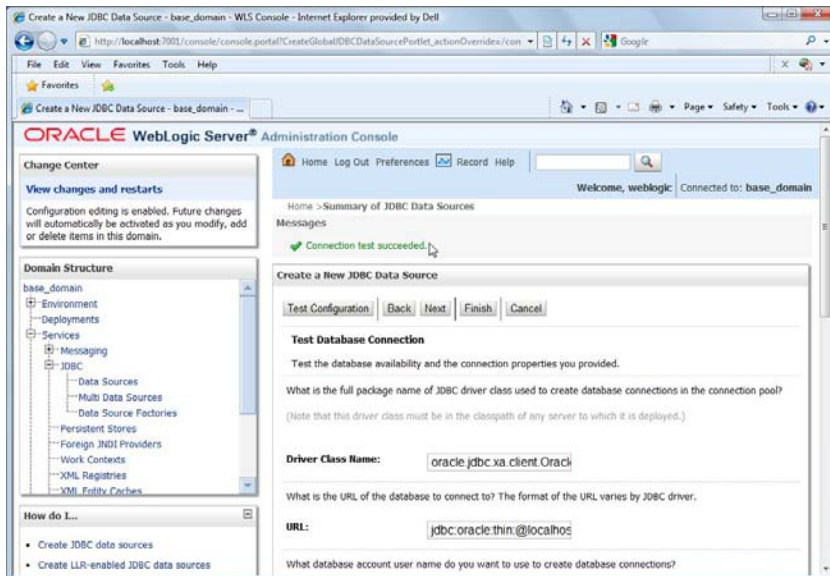 Create a New JDBC Data Source - base_domain - WLS Console - Internet Explorer provided by Dell
http://localhost:7001/console/console.portal?CreateGlobalJDBCDataSourcePortlet_actionOverride=/con
Google
File Edit View Favorites Tools Help
Favorites
Create a New JDBC Data Source - base_domain - ...
Page Safety Tools
ORACLE WebLogic Server® Administration Console
Change Center
View changes and restarts
Configuration editing is enabled. Future changes
will automatically be activated as you modify, add
or delete items in this domain.
Domain Structure
base_domain
Environment
Deployments
Services
Messaging
JDBC
Data Sources
Multi Data Sources
Data Source Factories
Persistent Stores
Foreign JNDI Providers
Work Contexts
XML Registries
XML Entity Caches
How do I...
Create JDBC data sources
Create LLR-enabled JDBC data sources
Home Log Out Preferences Record Help
Welcome, weblogic Connected to: base_domain
Home >Summary of JDBC Data Sources
Messages
Connection test succeeded.
Create a New JDBC Data Source
Test Configuration Back Next Finish Cancel
Test Database Connection
Test the database availability and the connection properties you provided.
What is the full package name of JDBC driver class used to create database connections in the connection pool?
(Note that this driver class must be in the classpath of any server to which it is deployed.)
Driver Class Name: oracle.jdbc.xa.client.Orack
What is the URL of the database to connect to? The format of the URL varies by JDBC driver.
URL: jdbc:oracle:thin:@localhos
What database account user name do you want to use to create database connections?